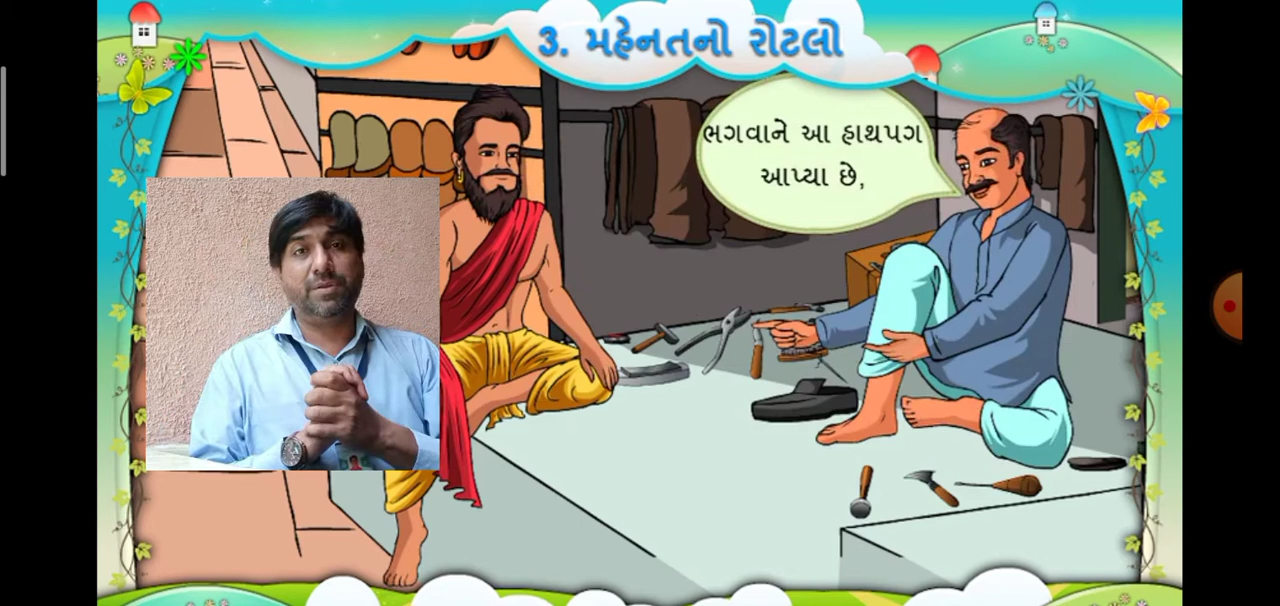 3. મહેનતનો રોટલો
ભગવાને આ હાથપગ
આપ્યા છે,